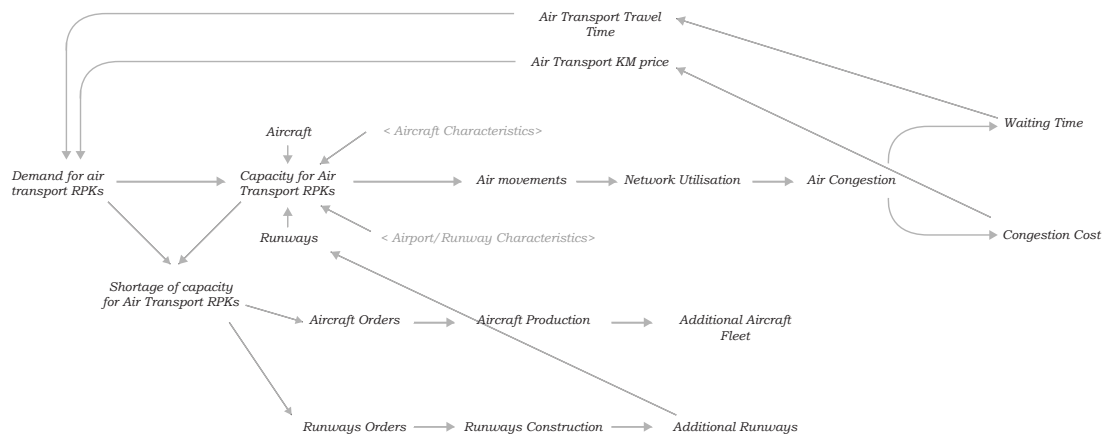 Air Transport Travel
Time
Air Transport KM price
Aircraft
< Aircraft Characteristics>
Waiting Time
Demand for air
transport RPKs
Capacity for Air
Transport RPKs
Air movements
Network Utilisation
Air Congestion
Runways
< Airport/Runway Characteristics>
Congestion Cost
Shortage of capacity
for Air Transport RPKs
Aircraft Orders
Aircraft Production
Additional Aircraft
Fleet
Runways Orders
Runways Construction
Additional Runways